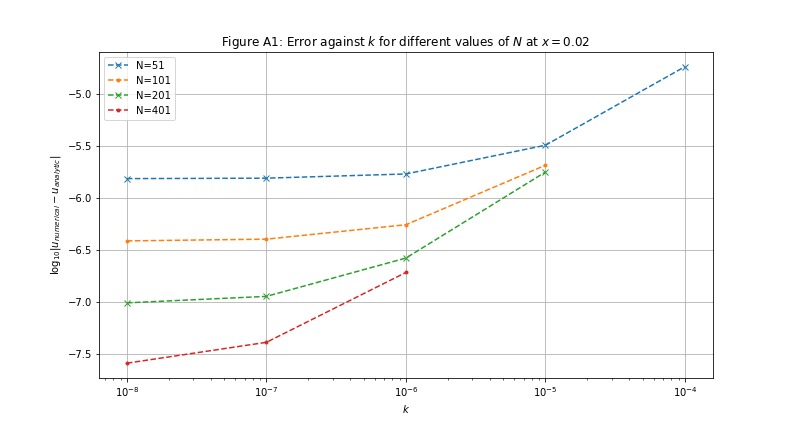 Figure A1: Error against k for different values of N at x = 0.02
N=51
N=101
N=201
N=401
−5.0
−5.5
−6.0
−6.5
−7.0
−7.5
log₁₀|u_numerical − u_analytic|
10⁻⁸ 10⁻⁷ 10⁻⁶ 10⁻⁵ 10⁻⁴
k